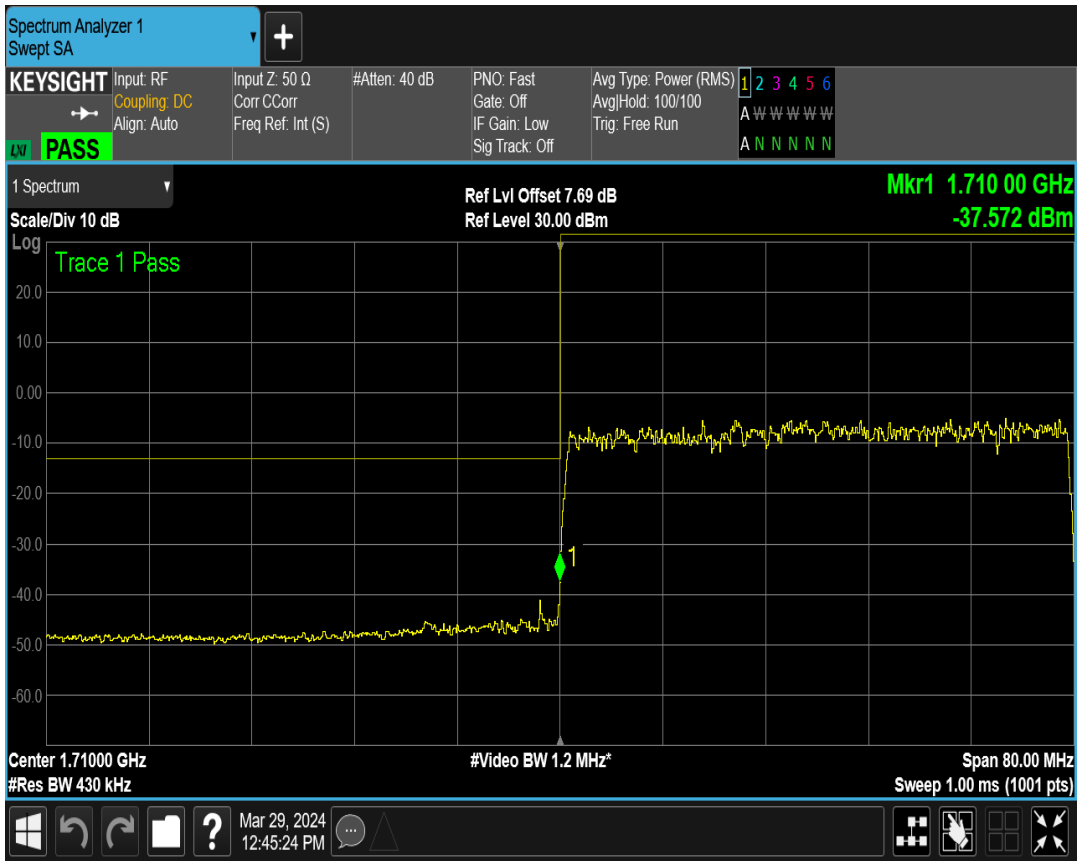 Spectrum Analyzer 1
Swept SA
+
KEYSIGHT
LXI PASS
Input: RF
Coupling: DC
Align: Auto
Input Z: 50 Ω
Corr CCorr
Freq Ref: Int (S)
#Atten: 40 dB
PNO: Fast
Gate: Off
IF Gain: Low
Sig Track: Off
Avg Type: Power (RMS)
Avg|Hold: 100/100
Trig: Free Run
1 2 3 4 5 6
A W W W W W
A N N N N N
1 Spectrum
Scale/Div 10 dB
Ref Lvl Offset 7.69 dB
Ref Level 30.00 dBm
Mkr1 1.710 00 GHz
-37.572 dBm
Log
Trace 1 Pass
20.0
10.0
0.00
-10.0
-20.0
-30.0
1
-40.0
-50.0
-60.0
Center 1.71000 GHz
#Video BW 1.2 MHz*
Span 80.00 MHz
#Res BW 430 kHz
Sweep 1.00 ms (1001 pts)
?
Mar 29, 2024
12:45:24 PM